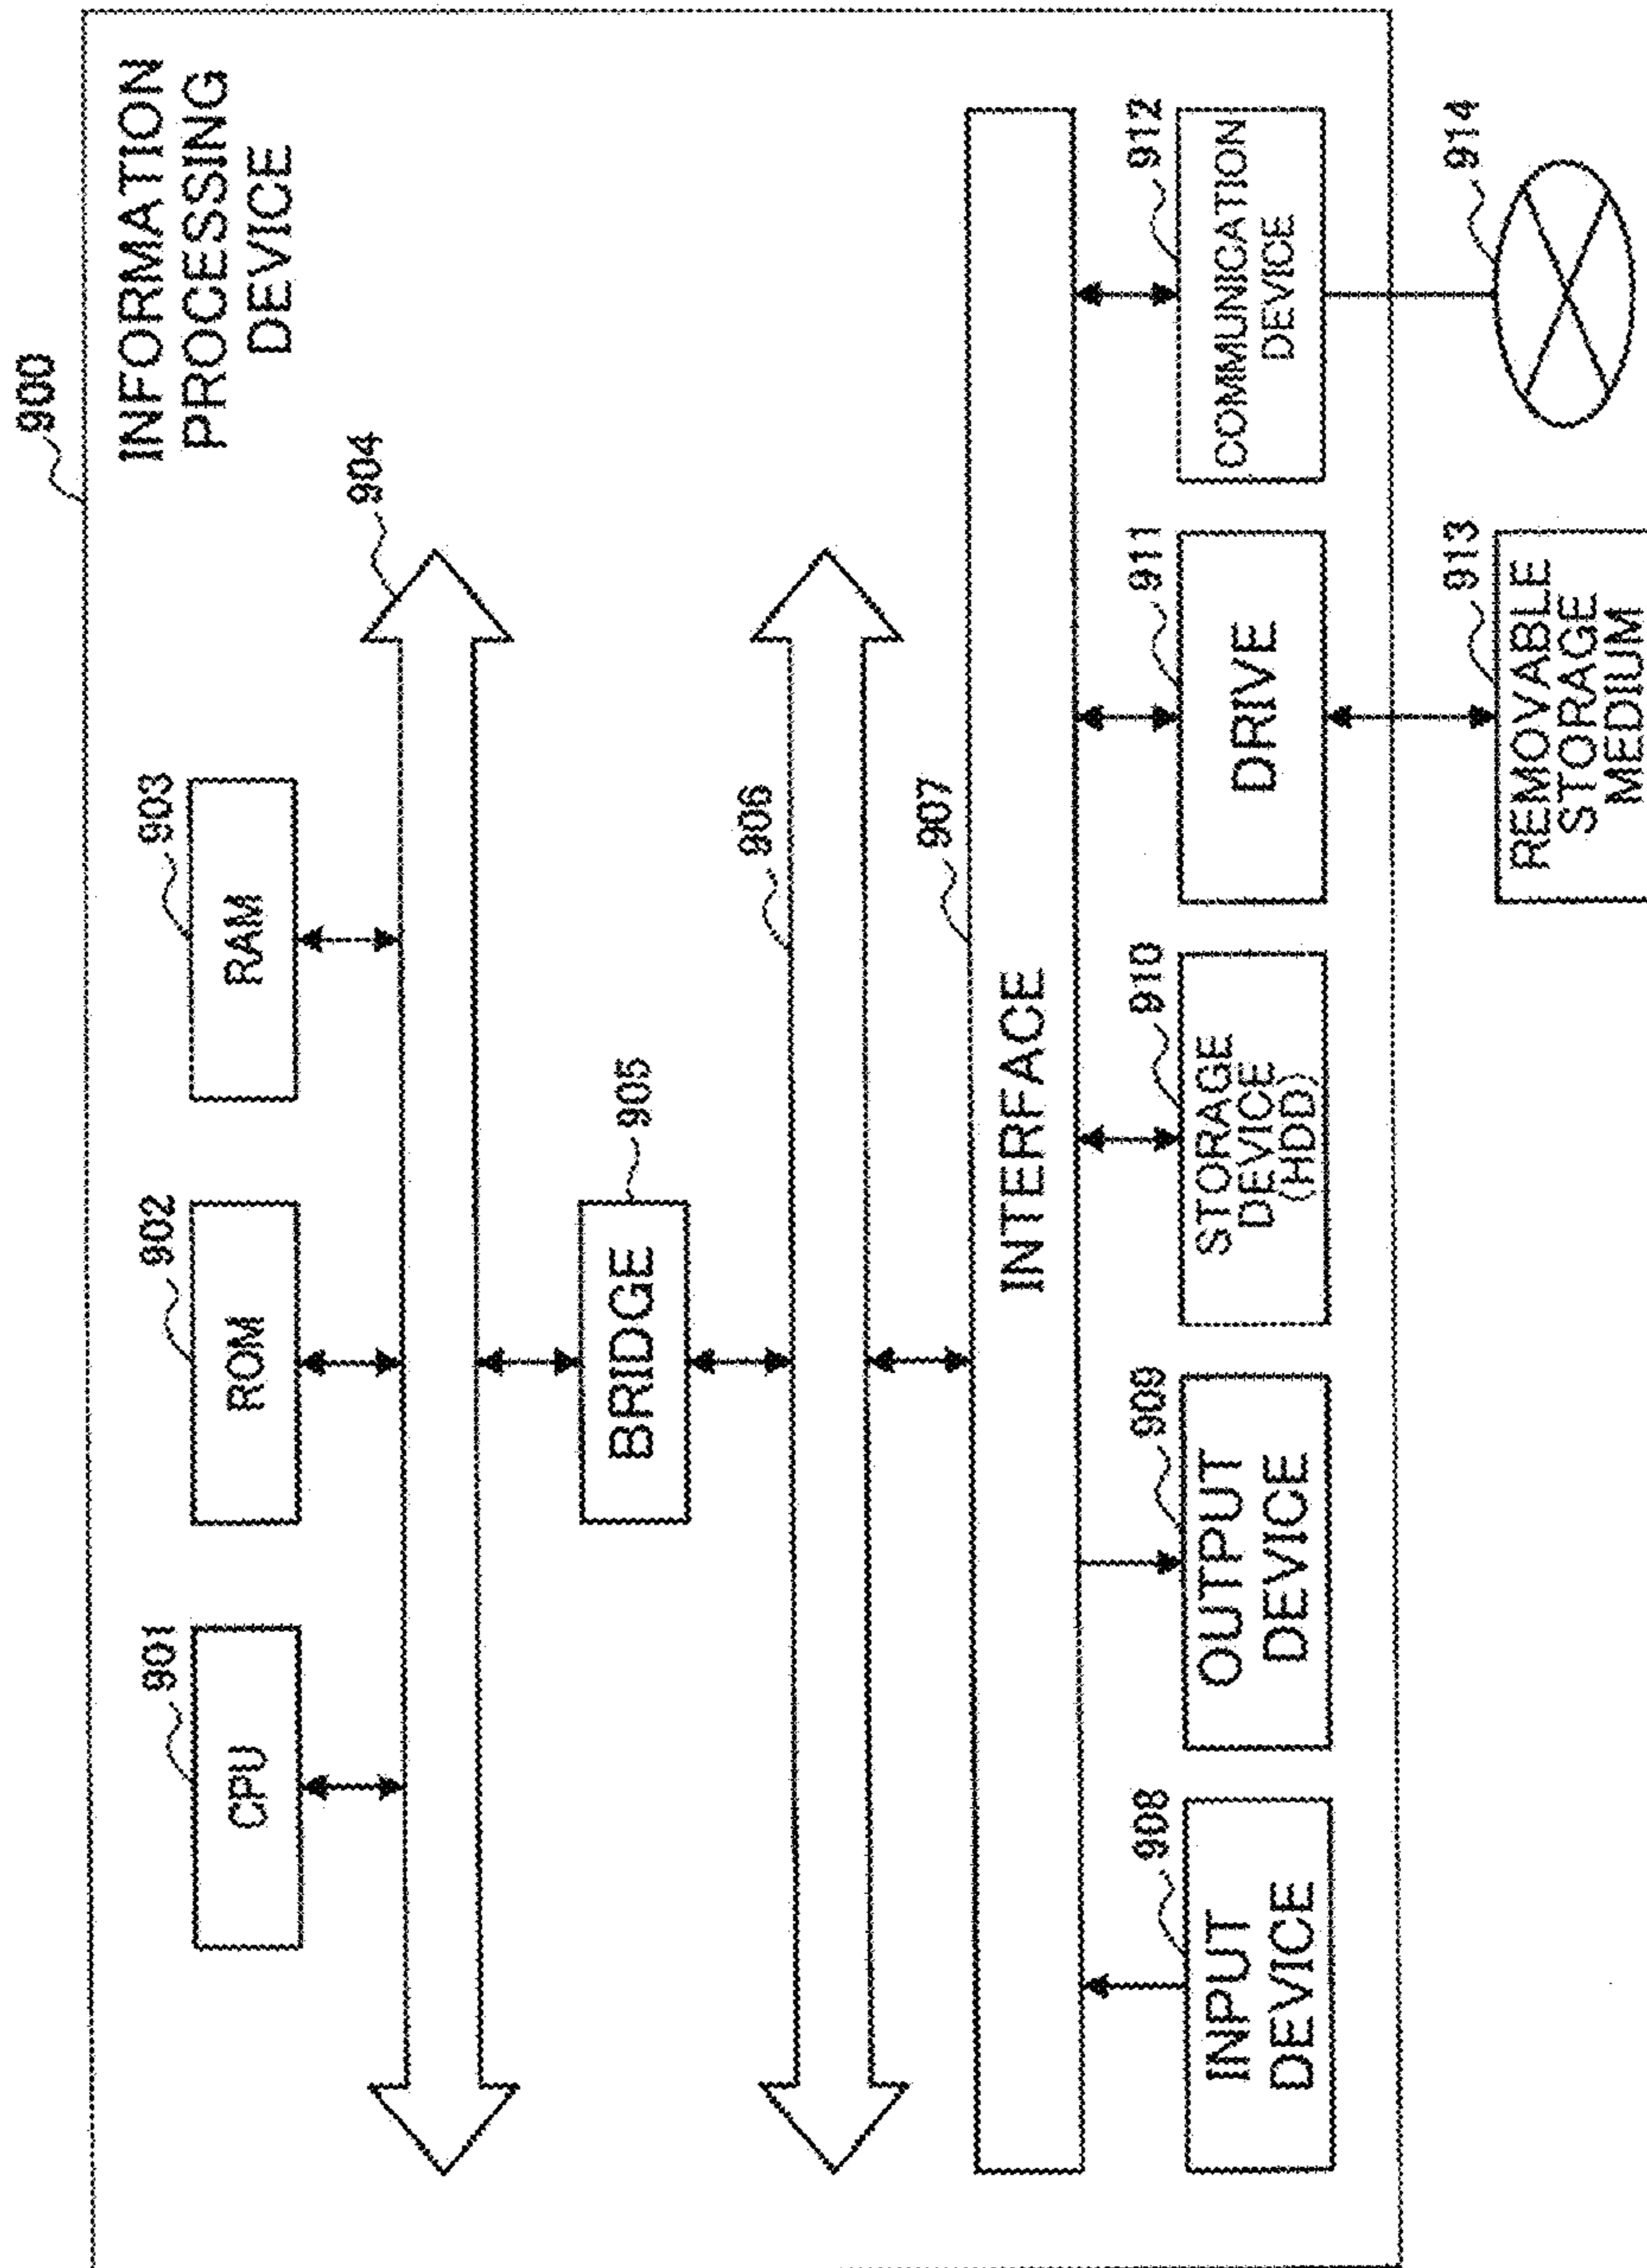 900
INFORMATION
PROCESSING
DEVICE
901
902
903
CPU
ROM
RAM
904
905
BRIDGE
906
907
INTERFACE
908
909
910
911
912
INPUT
DEVICE
OUTPUT
DEVICE
STORAGE
DEVICE
(HDD)
DRIVE
COMMUNICATION
DEVICE
913
914
REMOVABLE
STORAGE
MEDIUM